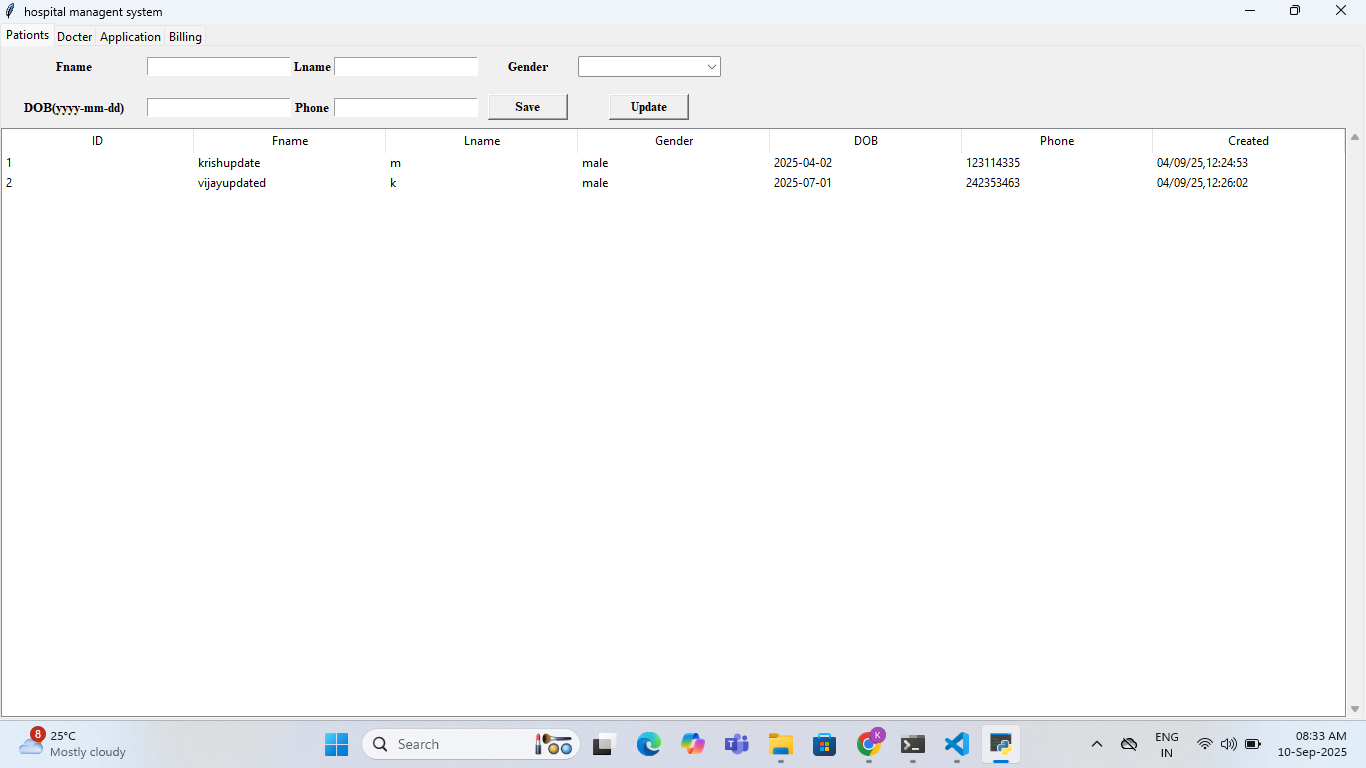 hospital managent system
Pationts Docter Application Billing
Fname Lname Gender
DOB(yyyy-mm-dd) Phone Save Update
ID Fname Lname Gender DOB Phone Created
1 krishupdate m male 2025-04-02 123114335 04/09/25,12:24:53
2 vijayupdated k male 2025-07-01 242353463 04/09/25,12:26:02
8 25°C Search K ENG 08:33 AM
Mostly cloudy IN 10-Sep-2025